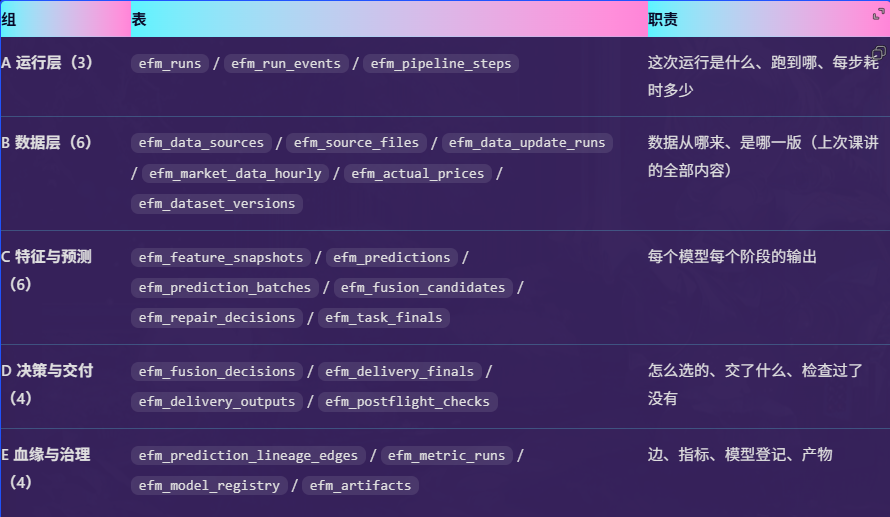 组 表 职责
A 运行层（3） efm_runs / efm_run_events / efm_pipeline_steps 这次运行是什么、跑到哪、每步耗
时多少
B 数据层（6） efm_data_sources / efm_source_files / efm_data_update_runs 数据从哪来、是哪一版（上次课讲
/ efm_market_data_hourly / efm_actual_prices / 的全部内容）
efm_dataset_versions
C 特征与预测 efm_feature_snapshots / efm_predictions / 每个模型每个阶段的输出
（6） efm_prediction_batches / efm_fusion_candidates /
efm_repair_decisions / efm_task_finals
D 决策与交付 efm_fusion_decisions / efm_delivery_finals / 怎么选的、交了什么、检查过了
（4） efm_delivery_outputs / efm_postflight_checks 没有
E 血缘与治理 efm_prediction_lineage_edges / efm_metric_runs / 边、指标、模型登记、产物
（4） efm_model_registry / efm_artifacts